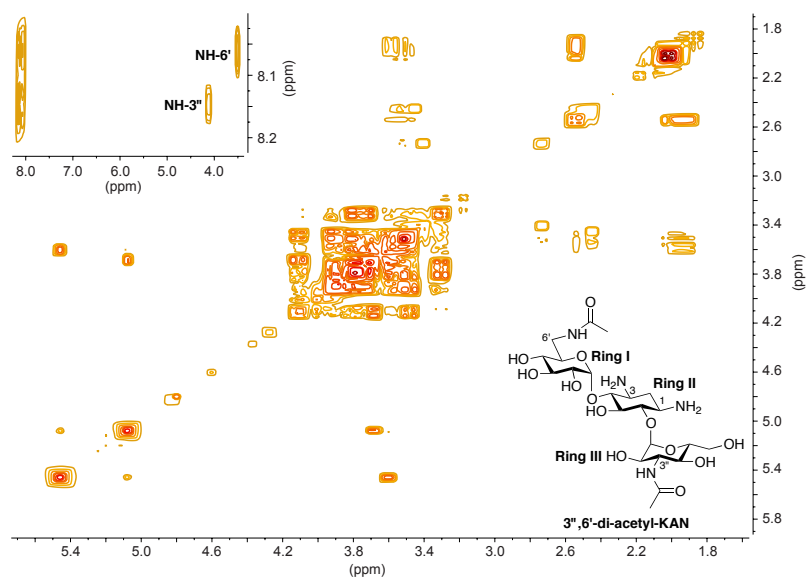 NH-6'
NH-3"
8.1
8.2
(ppm)
8.0 7.0 6.0 5.0 4.0
(ppm)
1.8
2.2
2.6
3.0
3.4
3.8
4.2
4.6
5.0
5.4
5.8
(ppm)
O
6' NH
HO O Ring I
HO
HO
H2N 3 Ring II
O
HO 1 NH2
O
O OH
Ring III HO OH
3"
HN
O
3",6'-di-acetyl-KAN
5.4 5.0 4.6 4.2 3.8 3.4 3.0 2.6 2.2 1.8
(ppm)